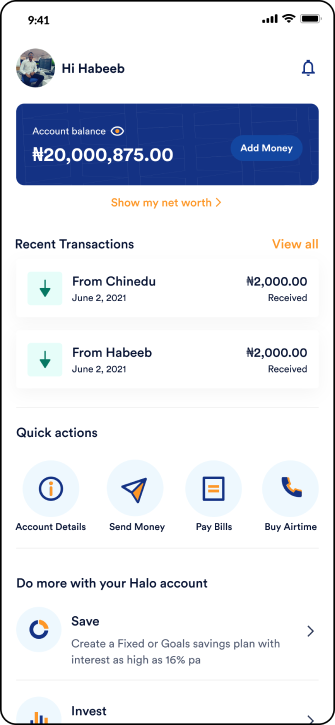 9:41
Hi Habeeb
Account balance
₦20,000,875.00
Add Money
Show my net worth
Recent Transactions
View all
From Chinedu
₦2,000.00
June 2, 2021
Received
From Habeeb
₦2,000.00
June 2, 2021
Received
Quick actions
Account Details
Send Money
Pay Bills
Buy Airtime
Do more with your Halo account
Save
Create a Fixed or Goals savings plan with
interest as high as 16% pa
Invest